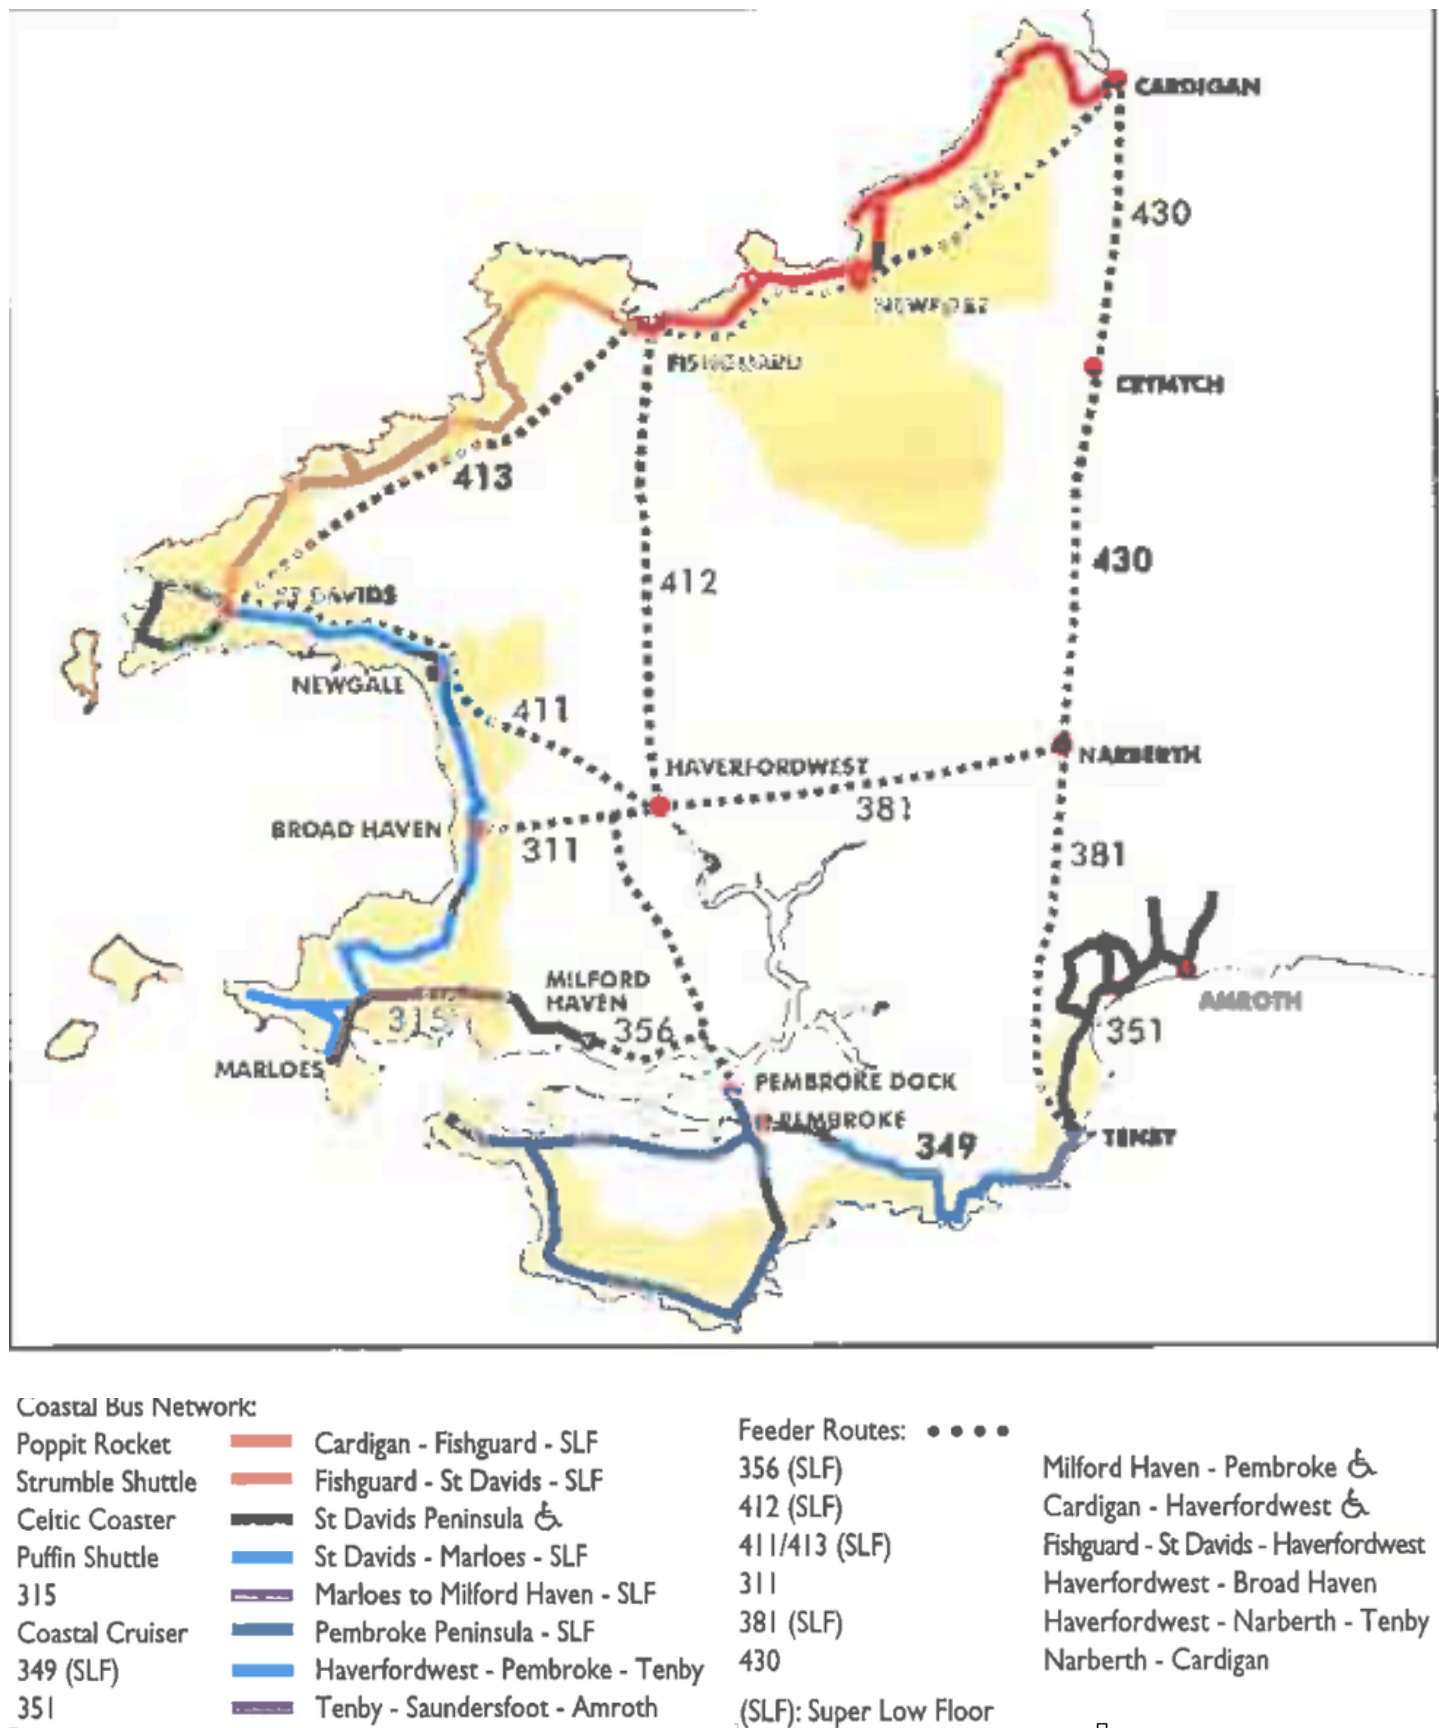 CARDIGAN
412
430
NEWPORT
FISHGUARD
CRYMYCH
413
430
412
ST DAVIDS
NEWGALE
411
HAVERFORDWEST
NARBERTH
381
BROAD HAVEN
311
381
MILFORD
HAVEN
AMROTH
315
356
351
MARLOES
PEMBROKE DOCK
PEMBROKE
349
TENBY
Coastal Bus Network:
Poppit Rocket Cardigan - Fishguard - SLF
Strumble Shuttle Fishguard - St Davids - SLF
Celtic Coaster St Davids Peninsula ♿
Puffin Shuttle St Davids - Marloes - SLF
315 Marloes to Milford Haven - SLF
Coastal Cruiser Pembroke Peninsula - SLF
349 (SLF) Haverfordwest - Pembroke - Tenby
351 Tenby - Saundersfoot - Amroth
Feeder Routes: • • • •
356 (SLF) Milford Haven - Pembroke ♿
412 (SLF) Cardigan - Haverfordwest ♿
411/413 (SLF) Fishguard - St Davids - Haverfordwest
311 Haverfordwest - Broad Haven
381 (SLF) Haverfordwest - Narberth - Tenby
430 Narberth - Cardigan
(SLF): Super Low Floor